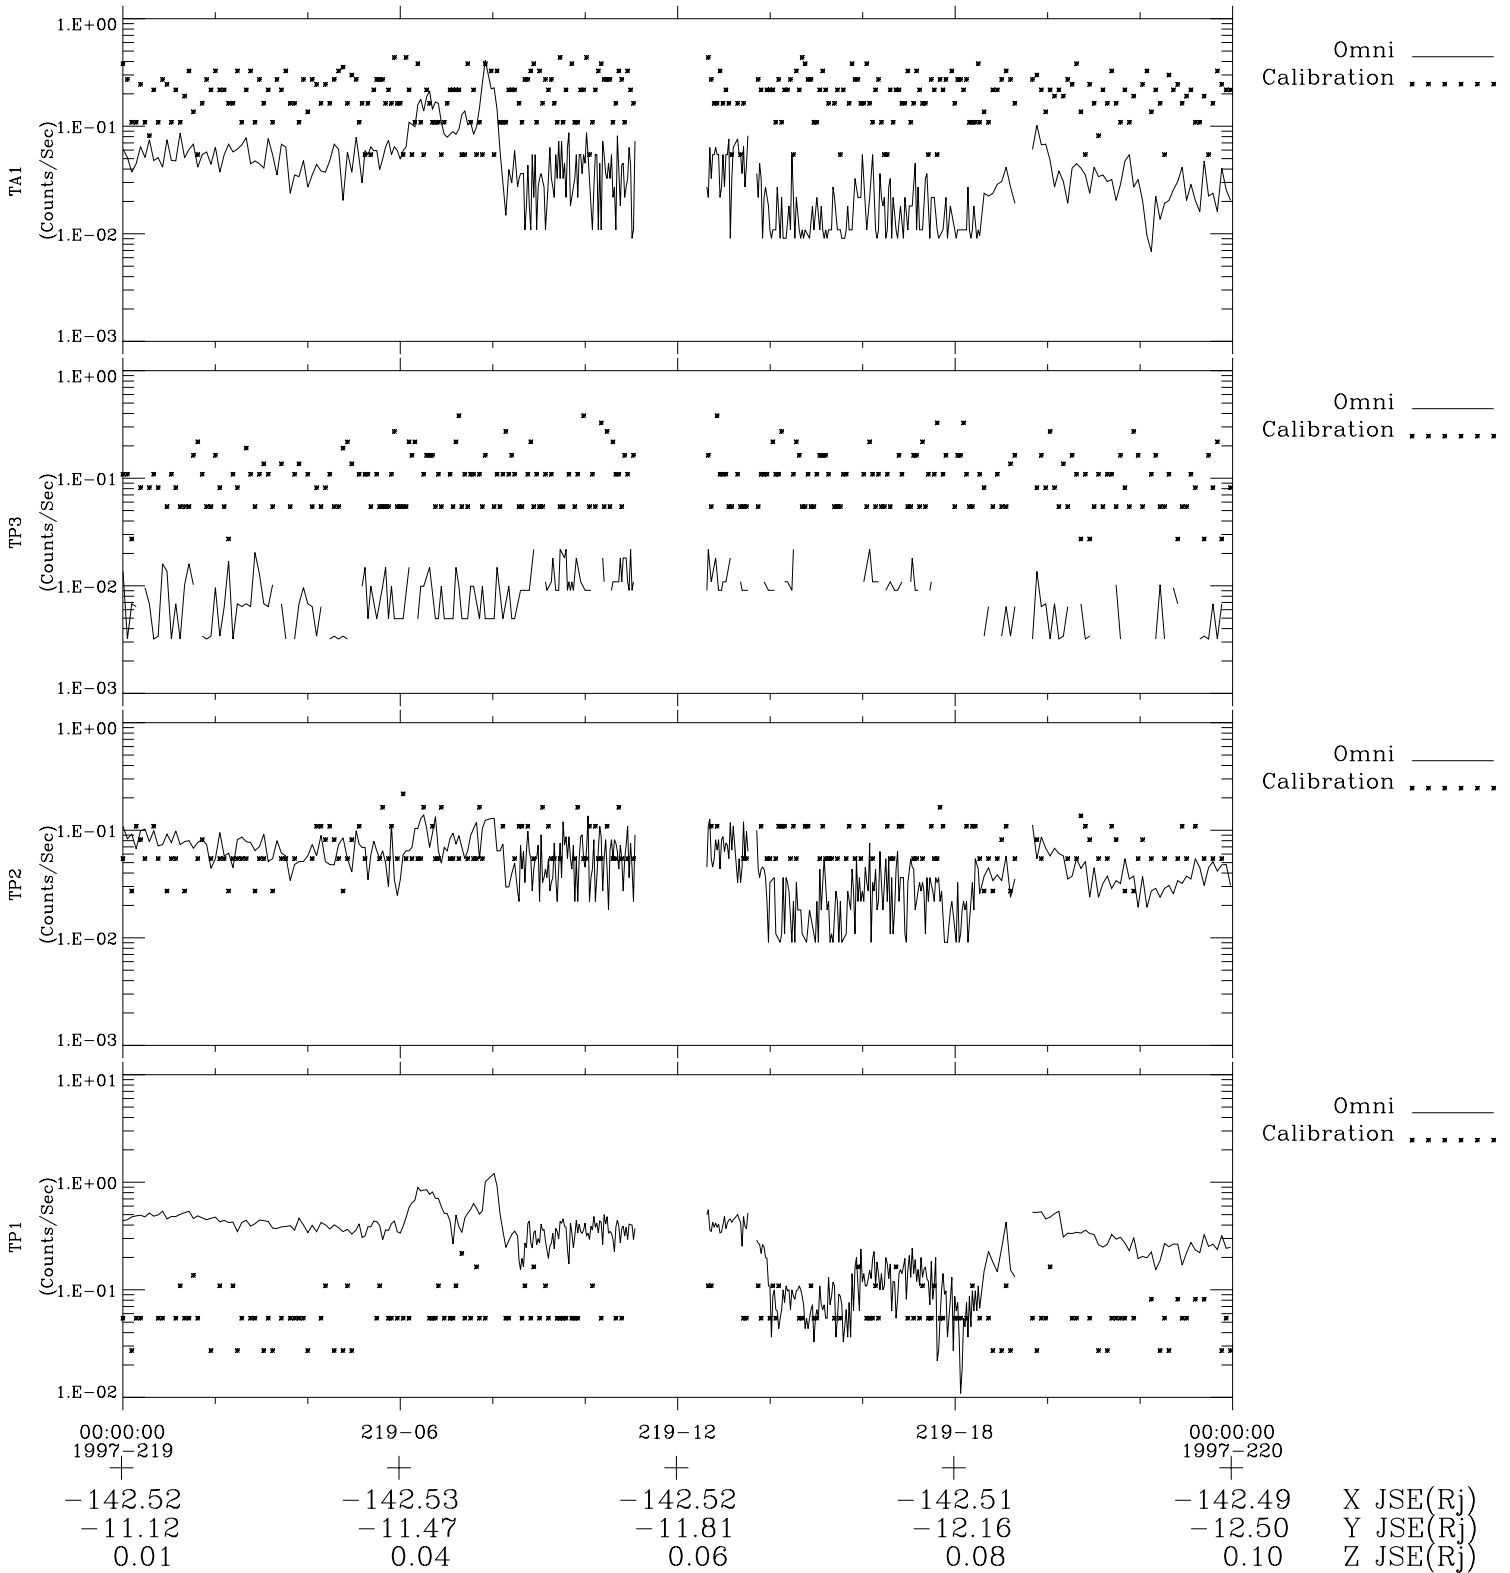 1.E+00
1.E-01
1.E-02
1.E-03
TA1
(Counts/Sec)
Omni
Calibration
1.E+00
1.E-01
1.E-02
1.E-03
TP3
(Counts/Sec)
Omni
Calibration
1.E+00
1.E-01
1.E-02
1.E-03
TP2
(Counts/Sec)
Omni
Calibration
1.E+01
1.E+00
1.E-01
1.E-02
TP1
(Counts/Sec)
Omni
Calibration
00:00:00 219-06 219-12 219-18 00:00:00
1997-219 1997-220
-142.52 -142.53 -142.52 -142.51 -142.49 X JSE(Rj)
-11.12 -11.47 -11.81 -12.16 -12.50 Y JSE(Rj)
0.01 0.04 0.06 0.08 0.10 Z JSE(Rj)